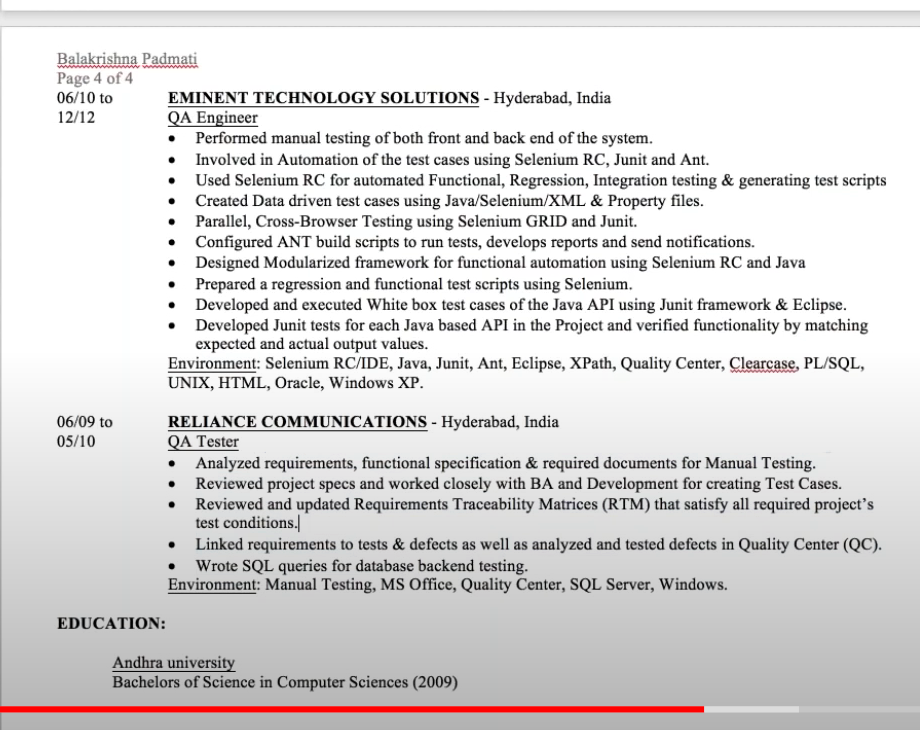 Balakrishna Padmati
Page 4 of 4
06/10 to EMINENT TECHNOLOGY SOLUTIONS - Hyderabad, India
12/12 QA Engineer
• Performed manual testing of both front and back end of the system.
• Involved in Automation of the test cases using Selenium RC, Junit and Ant.
• Used Selenium RC for automated Functional, Regression, Integration testing & generating test scripts
• Created Data driven test cases using Java/Selenium/XML & Property files.
• Parallel, Cross-Browser Testing using Selenium GRID and Junit.
• Configured ANT build scripts to run tests, develops reports and send notifications.
• Designed Modularized framework for functional automation using Selenium RC and Java
• Prepared a regression and functional test scripts using Selenium.
• Developed and executed White box test cases of the Java API using Junit framework & Eclipse.
• Developed Junit tests for each Java based API in the Project and verified functionality by matching
expected and actual output values.
Environment: Selenium RC/IDE, Java, Junit, Ant, Eclipse, XPath, Quality Center, Clearcase, PL/SQL,
UNIX, HTML, Oracle, Windows XP.
06/09 to RELIANCE COMMUNICATIONS - Hyderabad, India
05/10 QA Tester
• Analyzed requirements, functional specification & required documents for Manual Testing.
• Reviewed project specs and worked closely with BA and Development for creating Test Cases.
• Reviewed and updated Requirements Traceability Matrices (RTM) that satisfy all required project's
test conditions.
• Linked requirements to tests & defects as well as analyzed and tested defects in Quality Center (QC).
• Wrote SQL queries for database backend testing.
Environment: Manual Testing, MS Office, Quality Center, SQL Server, Windows.
EDUCATION:
Andhra university
Bachelors of Science in Computer Sciences (2009)